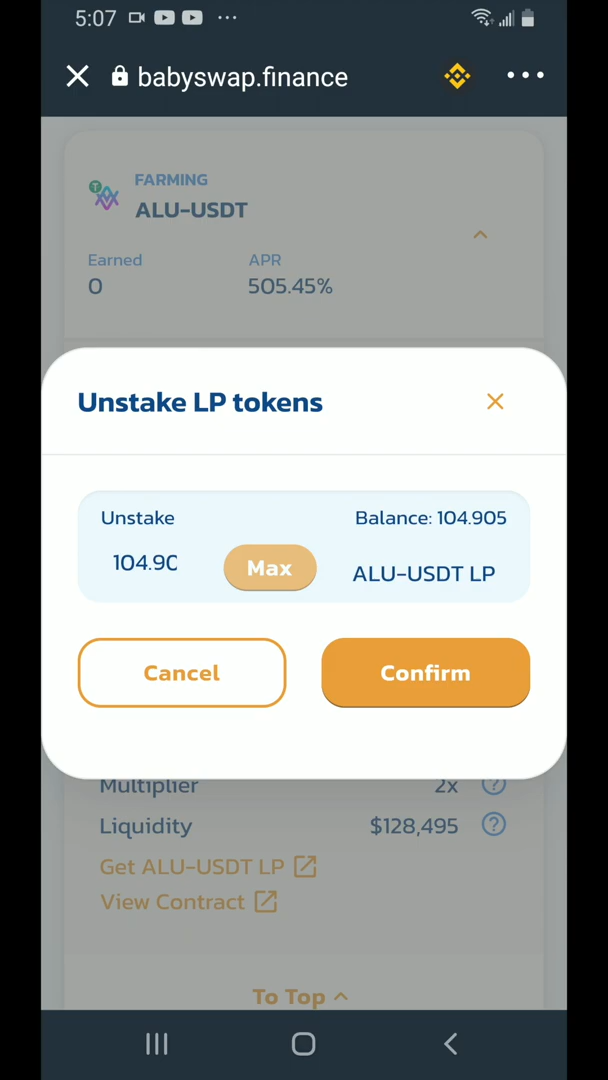 5:07
babyswap.finance
FARMING
ALU-USDT
Earned APR
0 505.45%
Unstake LP tokens
Unstake Balance: 104.905
104.90 Max ALU-USDT LP
Cancel Confirm
Multiplier 2x
Liquidity $128,495
Get ALU-USDT LP
View Contract
To Top